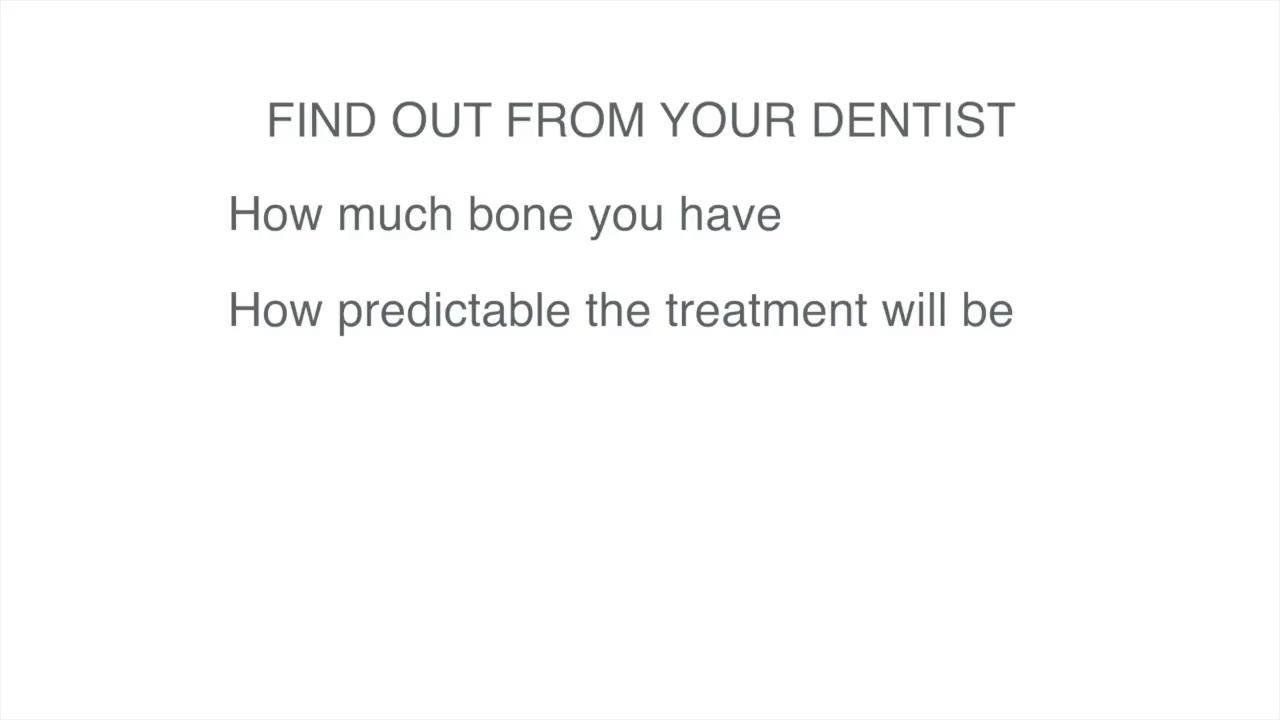 FIND OUT FROM YOUR DENTIST
How much bone you have
How predictable the treatment will be